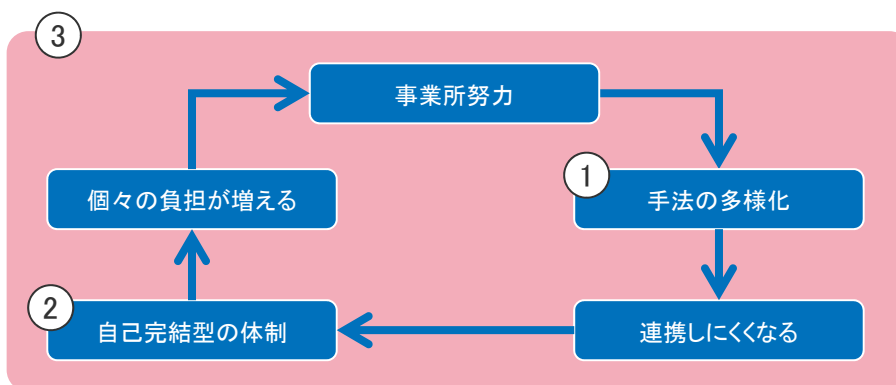 ③
事業所努力
①
個々の負担が増える
手法の多様化
②
自己完結型の体制
連携しにくくなる